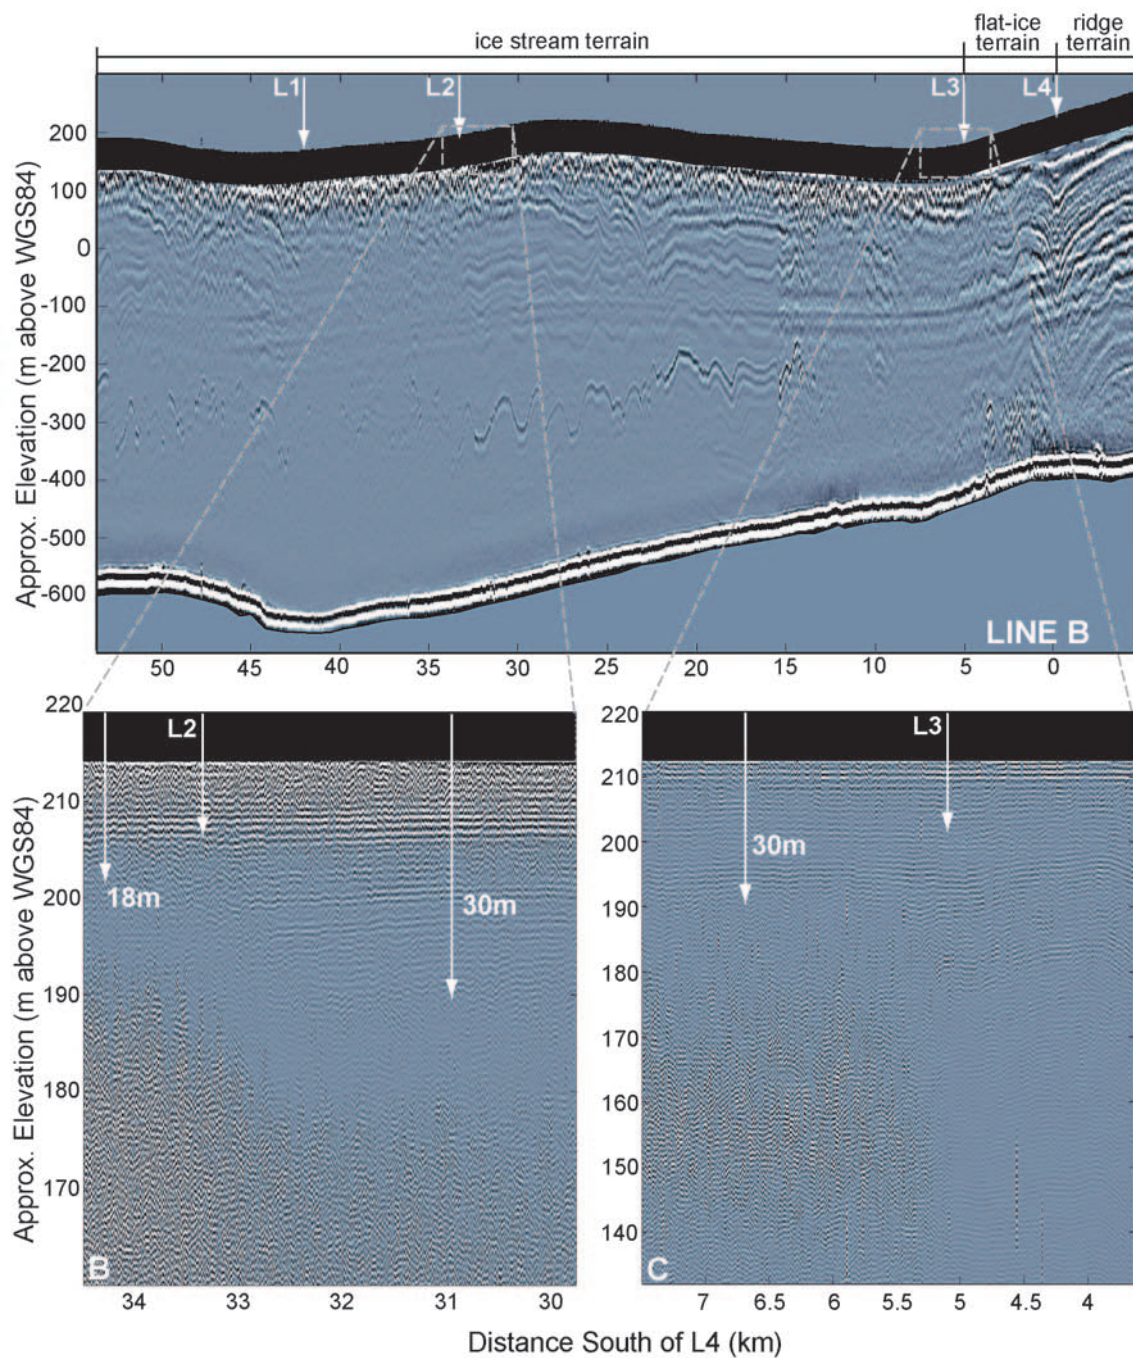 ice stream terrain
flat-ice terrain
ridge terrain
L1
L2
L3
L4
Approx. Elevation (m above WGS84)
200
100
0
-100
-200
-300
-400
-500
-600
LINE B
50 45 40 35 30 25 20 15 10 5 0
Approx. Elevation (m above WGS84)
220
210
200
190
180
170
L2
18m
30m
B
34 33 32 31 30
220
210
200
190
180
170
160
150
140
L3
30m
C
7 6.5 6 5.5 5 4.5 4
Distance South of L4 (km)